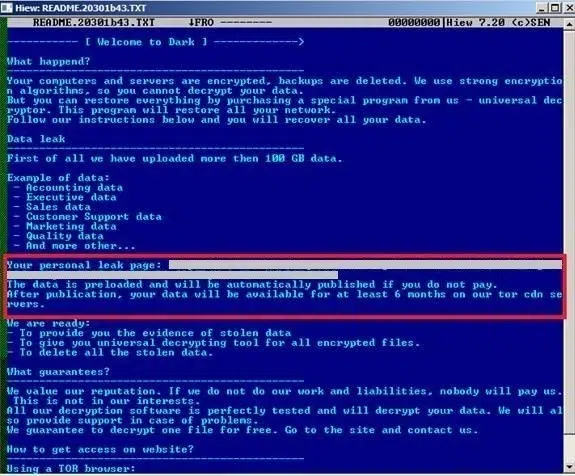 Hiew: README.20301b43.TXT
README.20301b43.TXT ↓FRO -------- 00000000|Hiew 7.20 (c)SEN
----------- [ Welcome to Dark ] ------------->
What happend?
----------------------------------------------
Your computers and servers are encrypted, backups are deleted. We use strong encryptio
n algorithms, so you cannot decrypt your data.
But you can restore everything by purchasing a special program from us - universal dec
ryptor. This program will restore all your network.
Follow our instructions below and you will recover all your data.
Data leak
----------------------------------------------
First of all we have uploaded more then 100 GB data.
Example of data:
- Accounting data
- Executive data
- Sales data
- Customer Support data
- Marketing data
- Quality data
- And more other...
Your personal leak page:
The data is preloaded and will be automatically published if you do not pay.
After publication, your data will be available for at least 6 months on our tor cdn se
rvers.
We are ready:
- To provide you the evidence of stolen data
- To give you universal decrypting tool for all encrypted files.
- To delete all the stolen data.
What guarantees?
----------------------------------------------
We value our reputation. If we do not do our work and liabilities, nobody will pay us.
This is not in our interests.
All our decryption software is perfectly tested and will decrypt your data. We will al
so provide support in case of problems.
We guarantee to decrypt one file for free. Go to the site and contact us.
How to get access on website?
----------------------------------------------
Using a TOR browser: